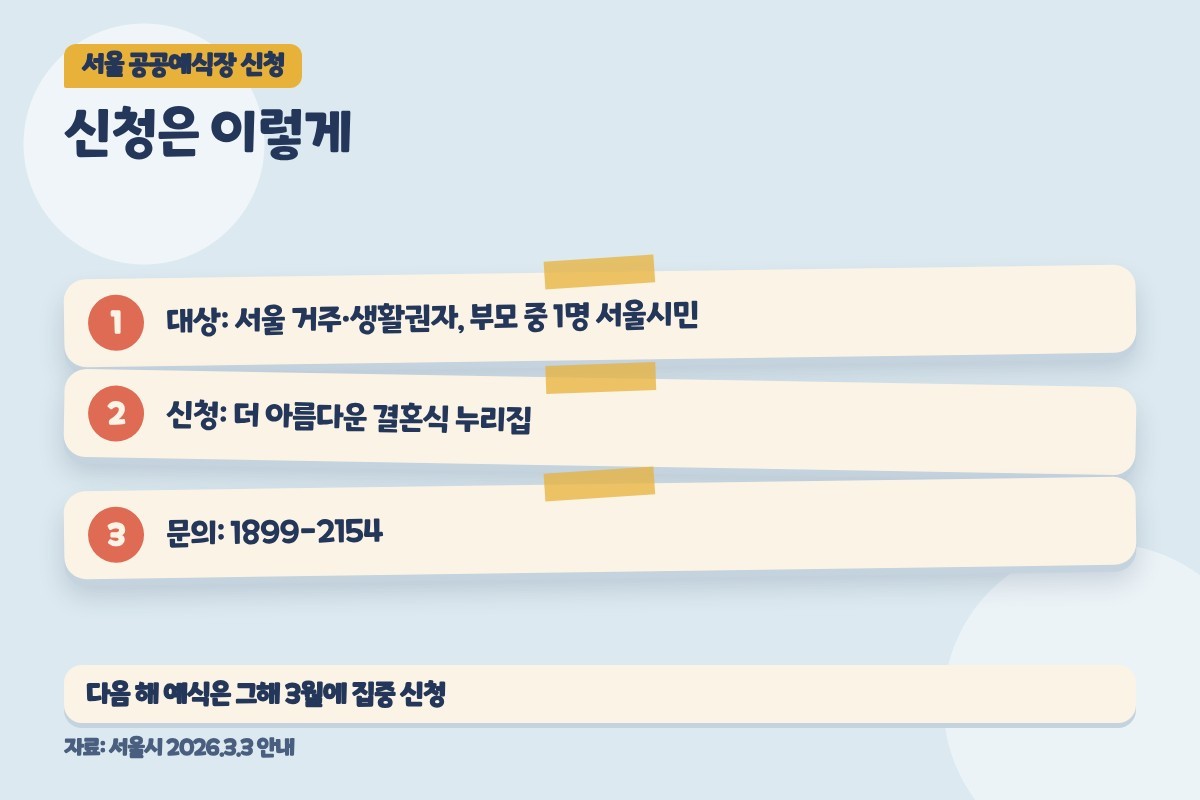 서울 공공예식장 신청
신청은 이렇게
1 대상: 서울 거주·생활권자, 부모 중 1명 서울시민
2 신청: 더 아름다운 결혼식 누리집
3 문의: 1899-2154
다음 해 예식은 그해 3월에 집중 신청
자료: 서울시 2026.3.3 안내